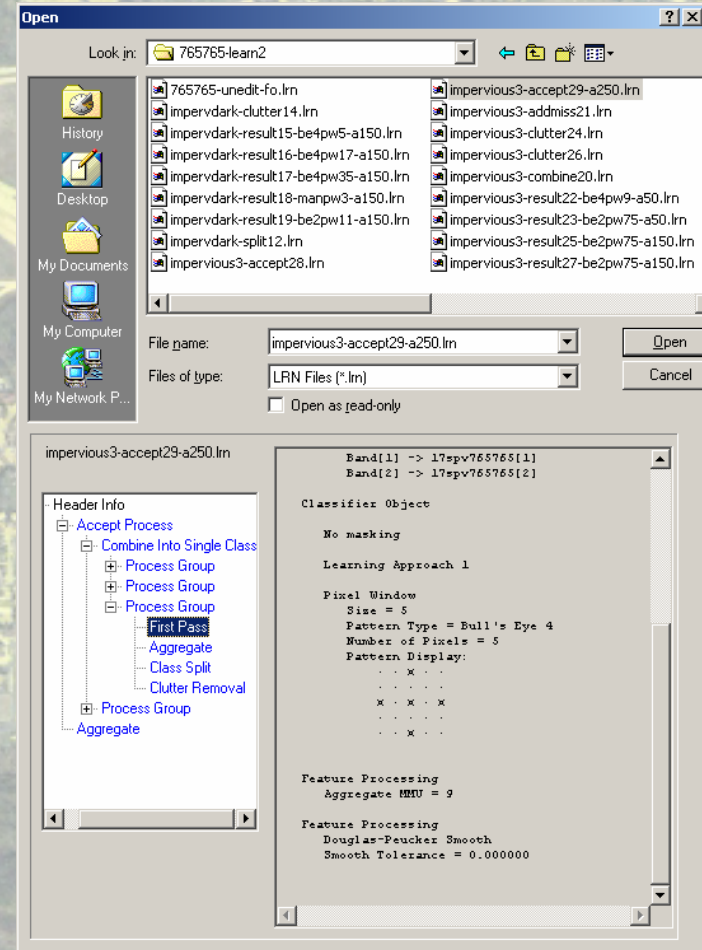 Open
Look in: 765765-learn2
History
Desktop
My Documents
My Computer
My Network P...
765765-unedit-fo.lrn
impervdark-clutter14.lrn
impervdark-result15-be4pw5-a150.lrn
impervdark-result16-be4pw17-a150.lrn
impervdark-result17-be4pw35-a150.lrn
impervdark-result18-manpw3-a150.lrn
impervdark-result19-be2pw11-a150.lrn
impervdark-split12.lrn
impervious3-accept28.lrn
impervious3-accept29-a250.lrn
impervious3-addmiss21.lrn
impervious3-clutter24.lrn
impervious3-clutter26.lrn
impervious3-combine20.lrn
impervious3-result22-be4pw9-a50.lrn
impervious3-result23-be2pw75-a50.lrn
impervious3-result25-be2pw75-a150.lrn
impervious3-result27-be2pw75-a150.lrn
File name: impervious3-accept29-a250.lrn Open
Files of type: LRN Files (*.lrn) Cancel
Open as read-only
impervious3-accept29-a250.lrn
Header Info
Accept Process
Combine Into Single Class
Process Group
Process Group
Process Group
First Pass
Aggregate
Class Split
Clutter Removal
Process Group
Aggregate
Band[1] -> 17spv765765[1]
Band[2] -> 17spv765765[2]
Classifier Object
No masking
Learning Approach 1
Pixel Window
Size = 5
Pattern Type = Bull's Eye 4
Number of Pixels = 5
Pattern Display:
. . x . .
. . . . .
x . x . x
. . . . .
. . x . .
Feature Processing
Aggregate MMU = 9
Feature Processing
Douglas-Peucker Smooth
Smooth Tolerance = 0.000000